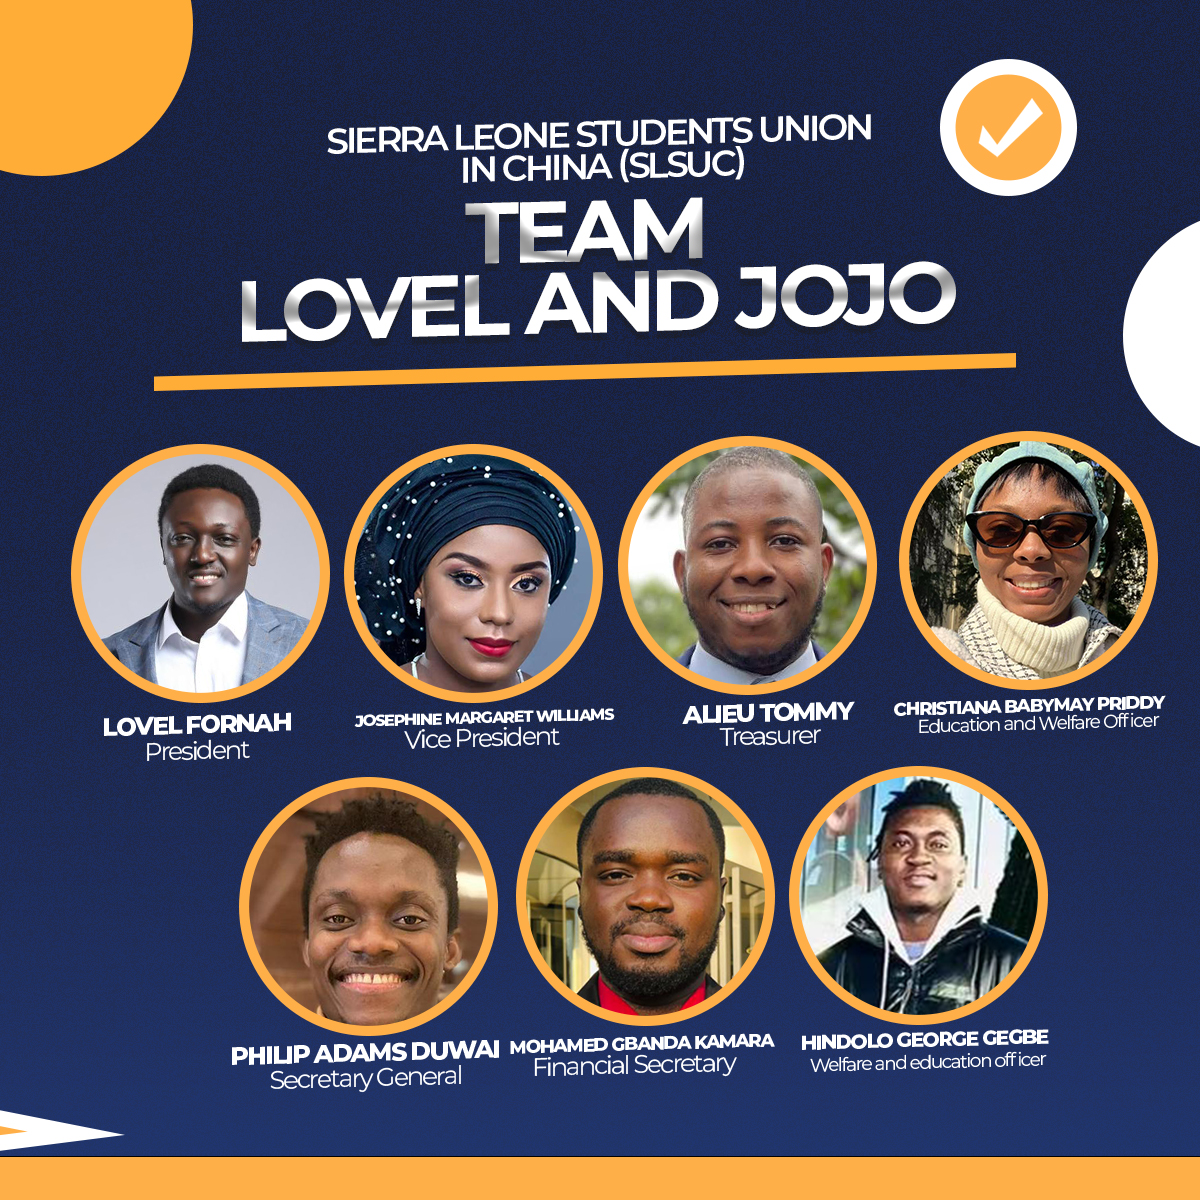 SIERRA LEONE STUDENTS UNION
IN CHINA (SLSUC)
TEAM
LOVEL AND JOJO
LOVEL FORNAH
President
JOSEPHINE MARGARET WILLIAMS
Vice President
ALIEU TOMMY
Treasurer
CHRISTIANA BABYMAY PRIDDY
Education and Welfare Officer
PHILIP ADAMS DUWAI
Secretary General
MOHAMED GBANDA KAMARA
Financial Secretary
HINDOLO GEORGE GEGBE
Welfare and education officer